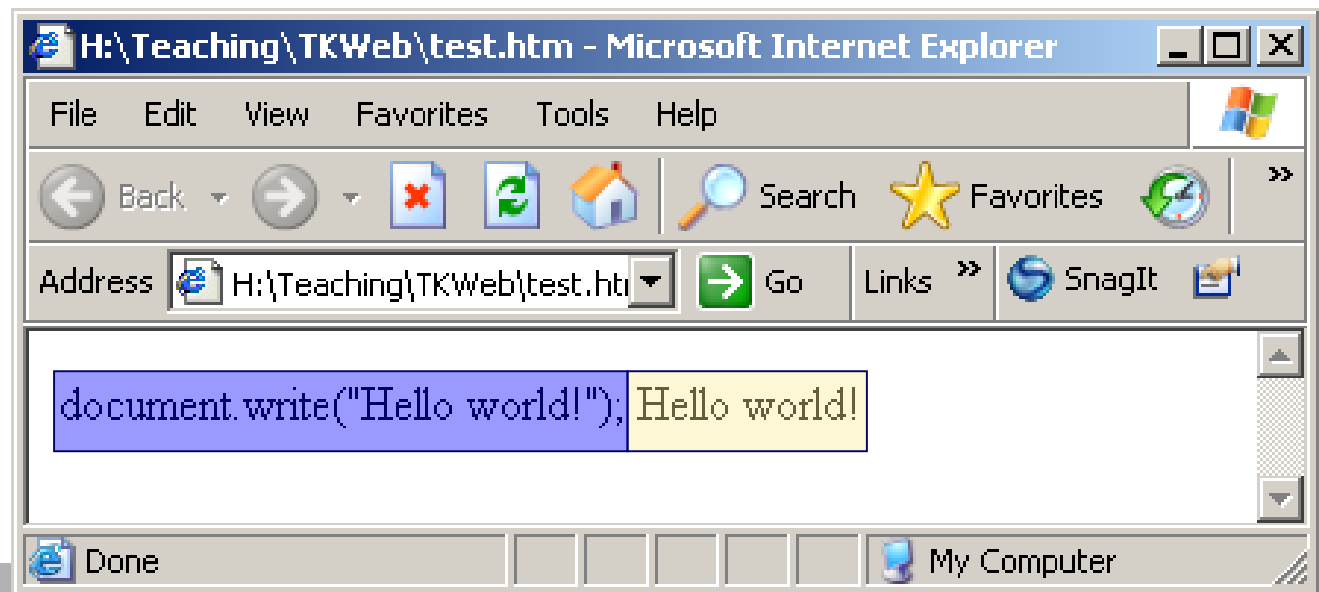 H:\Teaching\TKWeb\test.htm - Microsoft Internet Explorer
File Edit View Favorites Tools Help
Back Search Favorites »
Address H:\Teaching\TKWeb\test.ht Go Links » SnagIt
document.write("Hello world!"); Hello world!
Done My Computer